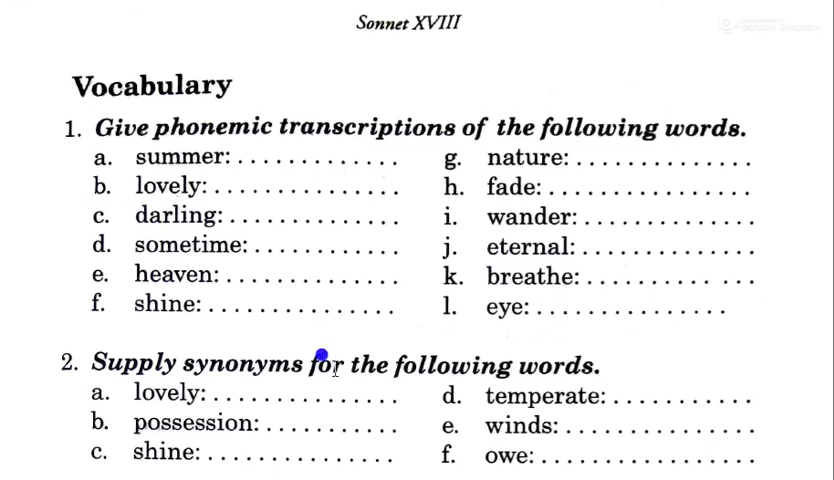 Sonnet XVIII
Vocabulary
1. Give phonemic transcriptions of the following words.
a. summer: . . . . . . . . . . . . . g. nature: . . . . . . . . . . . . . .
b. lovely: . . . . . . . . . . . . . . . h. fade: . . . . . . . . . . . . . . . .
c. darling: . . . . . . . . . . . . . . i. wander: . . . . . . . . . . . . . .
d. sometime: . . . . . . . . . . . . j. eternal: . . . . . . . . . . . . . .
e. heaven: . . . . . . . . . . . . . . k. breathe: . . . . . . . . . . . . .
f. shine: . . . . . . . . . . . . . . . l. eye: . . . . . . . . . . . . . . .
2. Supply synonyms for the following words.
a. lovely: . . . . . . . . . . . . . . . d. temperate: . . . . . . . . . . .
b. possession: . . . . . . . . . . . e. winds: . . . . . . . . . . . . . . .
c. shine: . . . . . . . . . . . . . . . f. owe: . . . . . . . . . . . . . . . . .